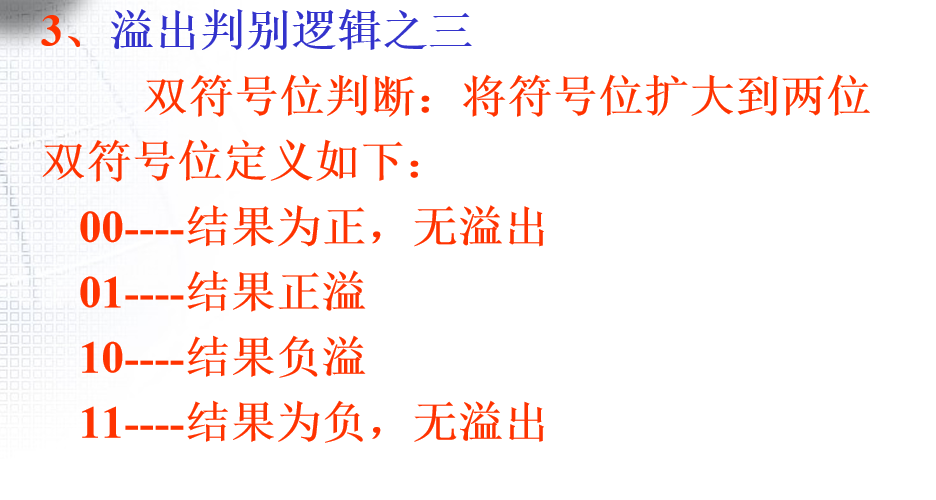 3、溢出判别逻辑之三
双符号位判断：将符号位扩大到两位
双符号位定义如下：
00----结果为正，无溢出
01----结果正溢
10----结果负溢
11----结果为负，无溢出